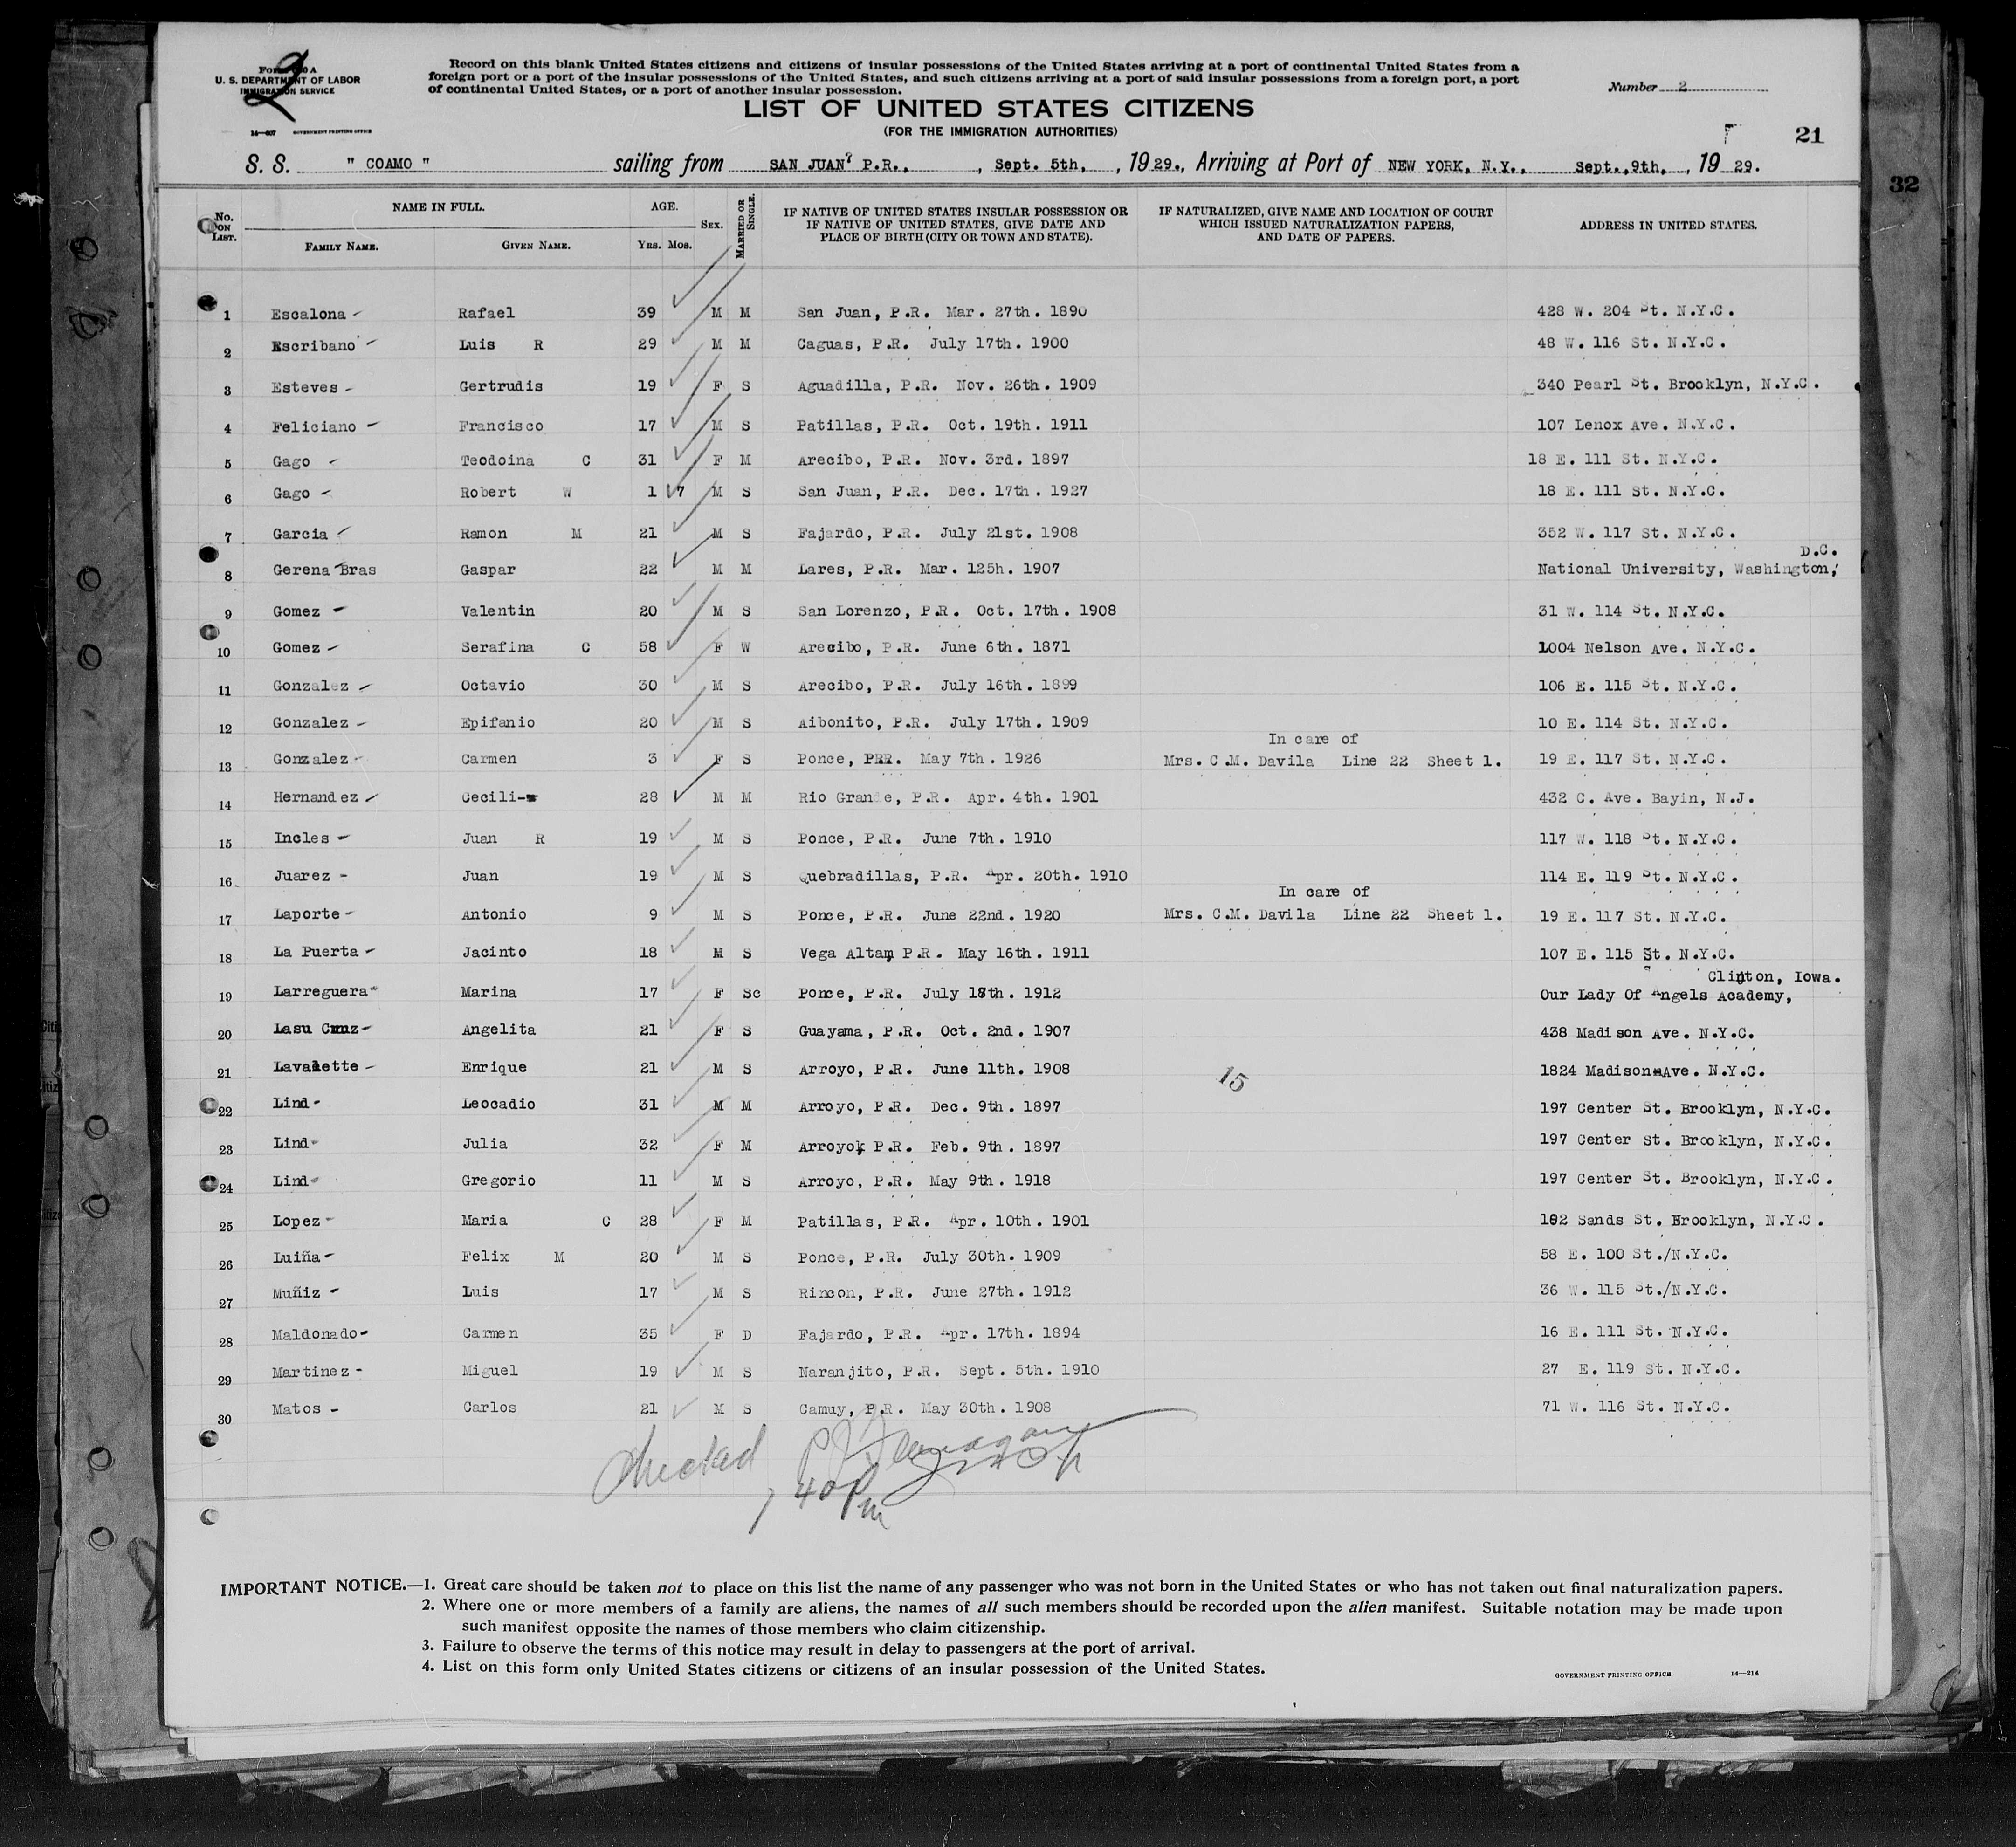 Form 630 A
U. S. DEPARTMENT OF LABOR
IMMIGRATION SERVICE
2
14—607 GOVERNMENT PRINTING OFFICE
Record on this blank United States citizens and citizens of insular possessions of the United States arriving at a port of continental United States from a
foreign port or a port of the insular possessions of the United States, and such citizens arriving at a port of said insular possessions from a foreign port, a port
of continental United States, or a port of another insular possession.
Number 2
LIST OF UNITED STATES CITIZENS
(FOR THE IMMIGRATION AUTHORITIES)
21
32
S. S. " COAMO " sailing from SAN JUAN, P.R., , Sept. 5th, , 1929., Arriving at Port of NEW YORK, N.Y., Sept.,9th, , 19 29.
No. ON LIST. NAME IN FULL. FAMILY NAME. GIVEN NAME. AGE. YRS. MOS. SEX. MARRIED OR SINGLE. IF NATIVE OF UNITED STATES INSULAR POSSESSION OR IF NATIVE OF UNITED STATES, GIVE DATE AND PLACE OF BIRTH (CITY OR TOWN AND STATE). IF NATURALIZED, GIVE NAME AND LOCATION OF COURT WHICH ISSUED NATURALIZATION PAPERS, AND DATE OF PAPERS. ADDRESS IN UNITED STATES.
1 Escalona Rafael 39 M M San Juan, P.R. Mar. 27th. 1890 428 W. 204 St. N.Y.C.
2 Escribano Luis R 29 M M Caguas, P.R. July 17th. 1900 48 W. 116 St. N.Y.C.
3 Esteves Gertrudis 19 F S Aguadilla, P.R. Nov. 26th. 1909 340 Pearl St. Brooklyn, N.Y.C.
4 Feliciano Francisco 17 M S Patillas, P.R. Oct. 19th. 1911 107 Lenox Ave. N.Y.C.
5 Gago Teodoina C 31 F M Arecibo, P.R. Nov. 3rd. 1897 18 E. 111 St. N.Y.C.
6 Gago Robert W 1 7 M S San Juan, P.R. Dec. 17th. 1927 18 E. 111 St. N.Y.C.
7 Garcia Ramon M 21 M S Fajardo, P.R. July 21st. 1908 352 W. 117 St. N.Y.C.
D.C.
8 Gerena Bras Gaspar 22 M M Lares, P.R. Mar. 125h. 1907 National University, Washington,
9 Gomez Valentin 20 M S San Lorenzo, P.R. Oct. 17th. 1908 31 W. 114 St. N.Y.C.
10 Gomez Serafina C 58 F W Arecibo, P.R. June 6th. 1871 1004 Nelson Ave. N.Y.C.
11 Gonzalez Octavio 30 M S Arecibo, P.R. July 16th. 1899 106 E. 115 St. N.Y.C.
12 Gonzalez Epifanio 20 M S Aibonito, P.R. July 17th. 1909 10 E. 114 St. N.Y.C.
In care of
13 Gonzalez Carmen 3 F S Ponce, PRR. May 7th. 1926 Mrs. C.M. Davila Line 22 Sheet 1. 19 E. 117 St. N.Y.C.
14 Hernandez Cecili- 28 M M Rio Grande, P.R. Apr. 4th. 1901 432 C. Ave. Bayin, N.J.
15 Incles Juan R 19 M S Ponce, P.R. June 7th. 1910 117 W. 118 St. N.Y.C.
16 Juarez Juan 19 M S Quebradillas, P.R. Apr. 20th. 1910 114 E. 119 St. N.Y.C.
In care of
17 Laporte Antonio 9 M S Ponce, P.R. June 22nd. 1920 Mrs. C.M. Davila Line 22 Sheet 1. 19 E. 117 St. N.Y.C.
18 La Puerta Jacinto 18 M S Vega Alta, P.R. May 16th. 1911 107 E. 115 St. N.Y.C.
Clinton, Iowa.
19 Larreguera Marina 17 F Sc Ponce, P.R. July 18th. 1912 Our Lady Of Angels Academy,
20 Lasu Cruz Angelita 21 F S Guayama, P.R. Oct. 2nd. 1907 438 Madison Ave. N.Y.C.
21 Lavalette Enrique 21 M S Arroyo, P.R. June 11th. 1908 1824 Madison Ave. N.Y.C.
15
22 Lind Leocadio 31 M M Arroyo, P.R. Dec. 9th. 1897 197 Center St. Brooklyn, N.Y.C.
23 Lind Julia 32 F M Arroyo, P.R. Feb. 9th. 1897 197 Center St. Brooklyn, N.Y.C.
24 Lind Gregorio 11 M S Arroyo, P.R. May 9th. 1918 197 Center St. Brooklyn, N.Y.C.
25 Lopez Maria C 28 F M Patillas, P.R. Apr. 10th. 1901 162 Sands St. Brooklyn, N.Y.C.
26 Luiña Felix M 20 M S Ponce, P.R. July 30th. 1909 58 E. 100 St./N.Y.C.
27 Muñiz Luis 17 M S Rincon, P.R. June 27th. 1912 36 W. 115 St./N.Y.C.
28 Maldonado Carmen 35 F D Fajardo, P.R. Apr. 17th. 1894 16 E. 111 St. N.Y.C.
29 Martinez Miguel 19 M S Naranjito, P.R. Sept. 5th. 1910 27 E. 119 St. N.Y.C.
30 Matos Carlos 21 M S Camuy, P.R. May 30th. 1908 71 W. 116 St. N.Y.C.
checked
1 40 Pm
IMPORTANT NOTICE.—1. Great care should be taken not to place on this list the name of any passenger who was not born in the United States or who has not taken out final naturalization papers.
2. Where one or more members of a family are aliens, the names of all such members should be recorded upon the alien manifest. Suitable notation may be made upon
such manifest opposite the names of those members who claim citizenship.
3. Failure to observe the terms of this notice may result in delay to passengers at the port of arrival.
4. List on this form only United States citizens or citizens of an insular possession of the United States.
GOVERNMENT PRINTING OFFICE 14—214